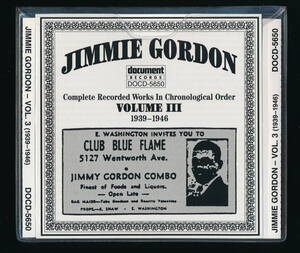 JIMMIE GORDON
document
RECORDS
DOCD-5650
Complete Recorded Works In Chronological Order
VOLUME III
1939-1946
E. WASHINGTON INVITES YOU TO
CLUB BLUE FLAME
5127 Wentworth Ave.
JIMMY GORDON COMBO
Finest of Foods and Liquors.
- Open Late -
PROPS.- E. SHAW - E. WASHINGTON
JIMMIE GORDON – VOL. 3 (1939–1946)
DOCD-5650
JIMMIE GORDON – VOL. 3 (1939–1946)
DOCD-5650